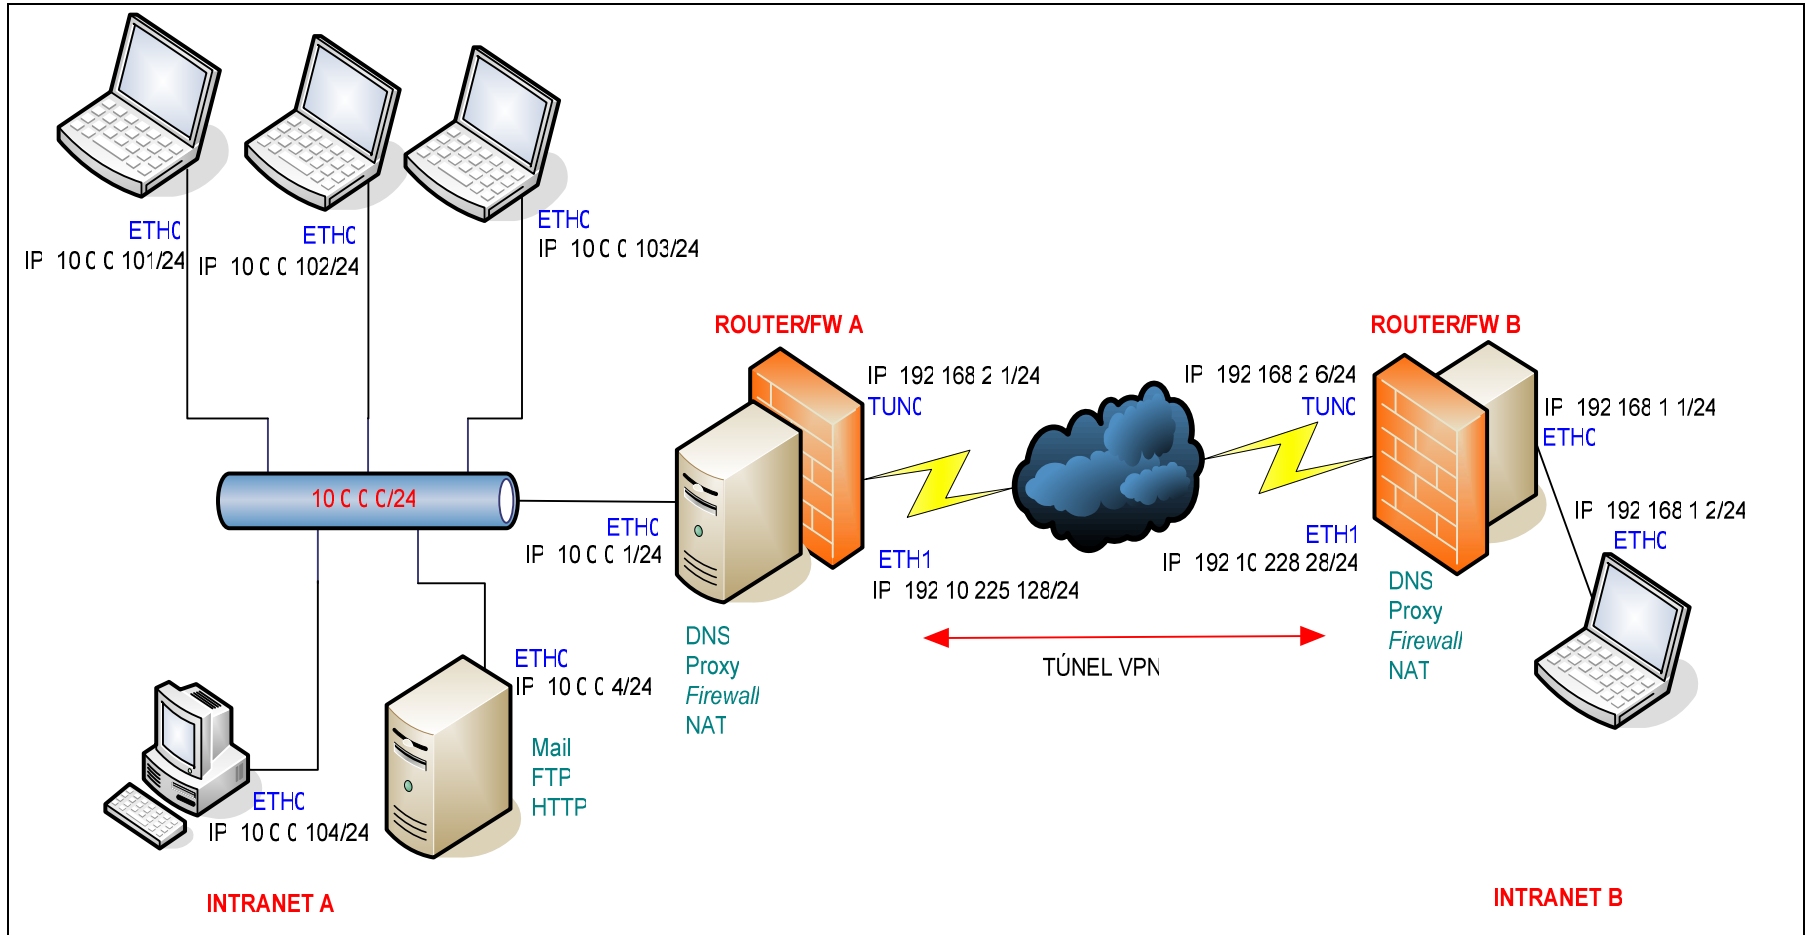 ETH0
IP 10 0 0 101/24
ETH0
IP 10 0 0 102/24
ETH0
IP 10 0 0 103/24
10 0 0 0/24
ETH0
IP 10 0 0 1/24
ROUTER/FW A
IP 192 168 2 1/24
TUN0
ETH1
IP 192 10 225 128/24
DNS
Proxy
Firewall
NAT
ETH0
IP 10 0 0 4/24
Mail
FTP
HTTP
ETH0
IP 10 0 0 104/24
INTRANET A
TÚNEL VPN
ROUTER/FW B
IP 192 168 2 6/24
TUN0
ETH1
IP 192 10 228 28/24
IP 192 168 1 1/24
ETH0
IP 192 168 1 2/24
ETH0
DNS
Proxy
Firewall
NAT
INTRANET B